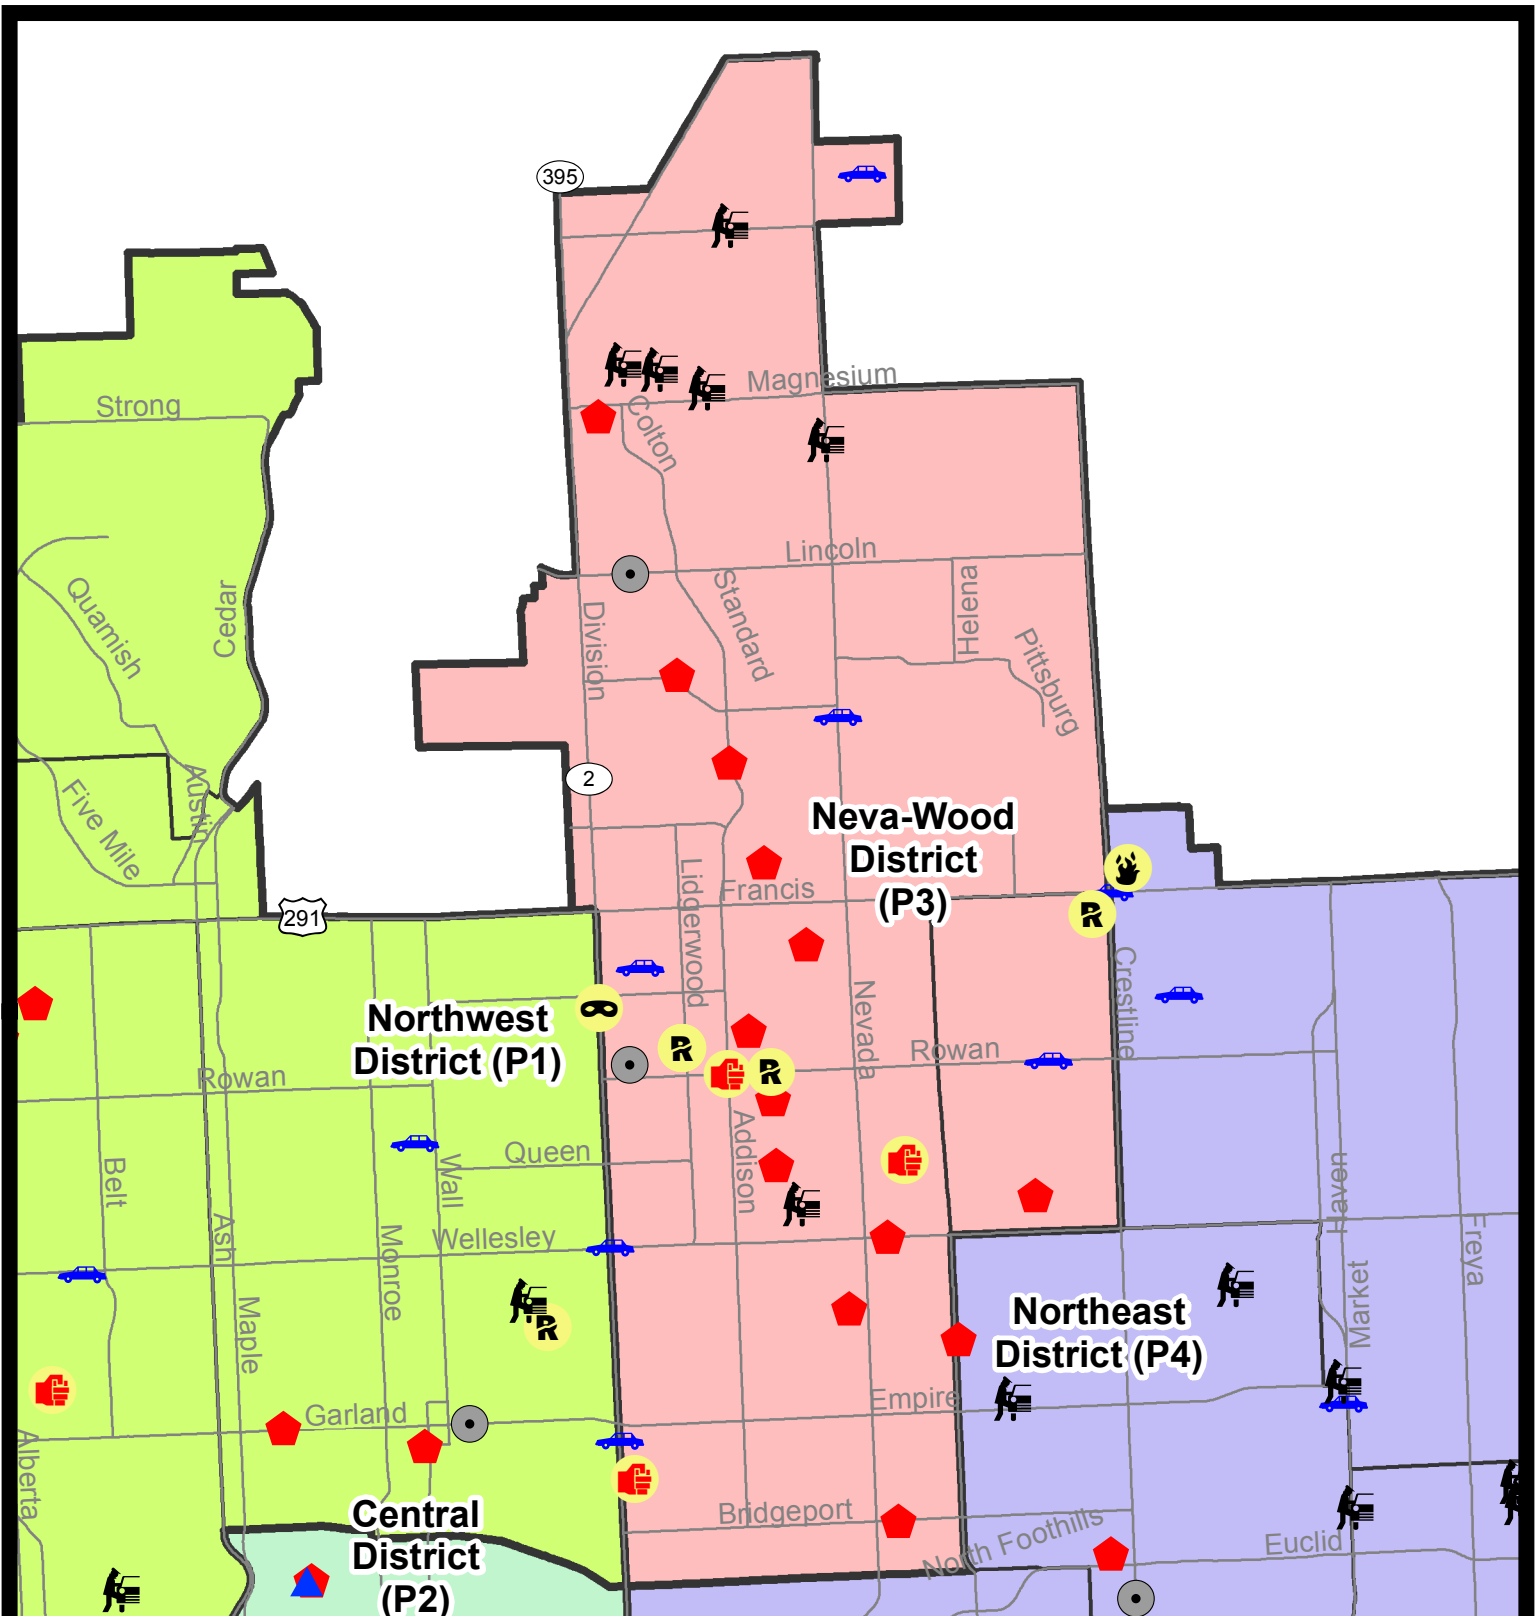 395
Magnesium
Strong
Colton
Lincoln
Helena
Standard
Quamish
Cedar
Division
Pittsburg
2
Austin
Five Mile
Neva-Wood
District
(P3)
Lidgerwood
Francis
291
Crestline
Nevada
Northwest
District (P1)
Rowan
Rowan
R
R
R
Addison
Queen
Belt
Wall
Haven
Ash
Monroe
Wellesley
Freya
Market
Maple
R
Northeast
District (P4)
Empire
Garland
Alberta
Central
District
(P2)
Bridgeport
North Foothills
Euclid